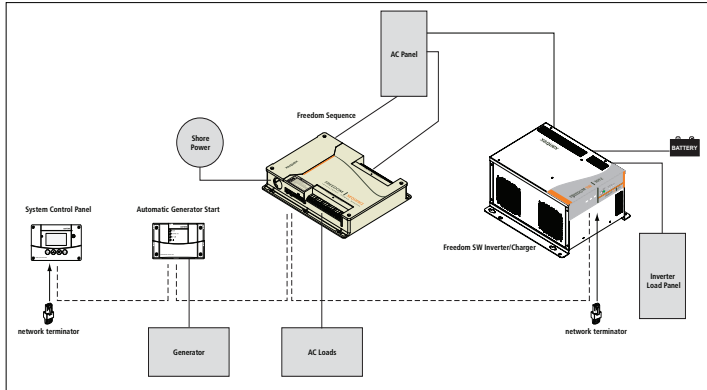 AC Panel
Freedom Sequence
Shore
Power
BATTERY
System Control Panel
Automatic Generator Start
Freedom SW Inverter/Charger
Inverter
Load Panel
network terminator
network terminator
Generator
AC Loads